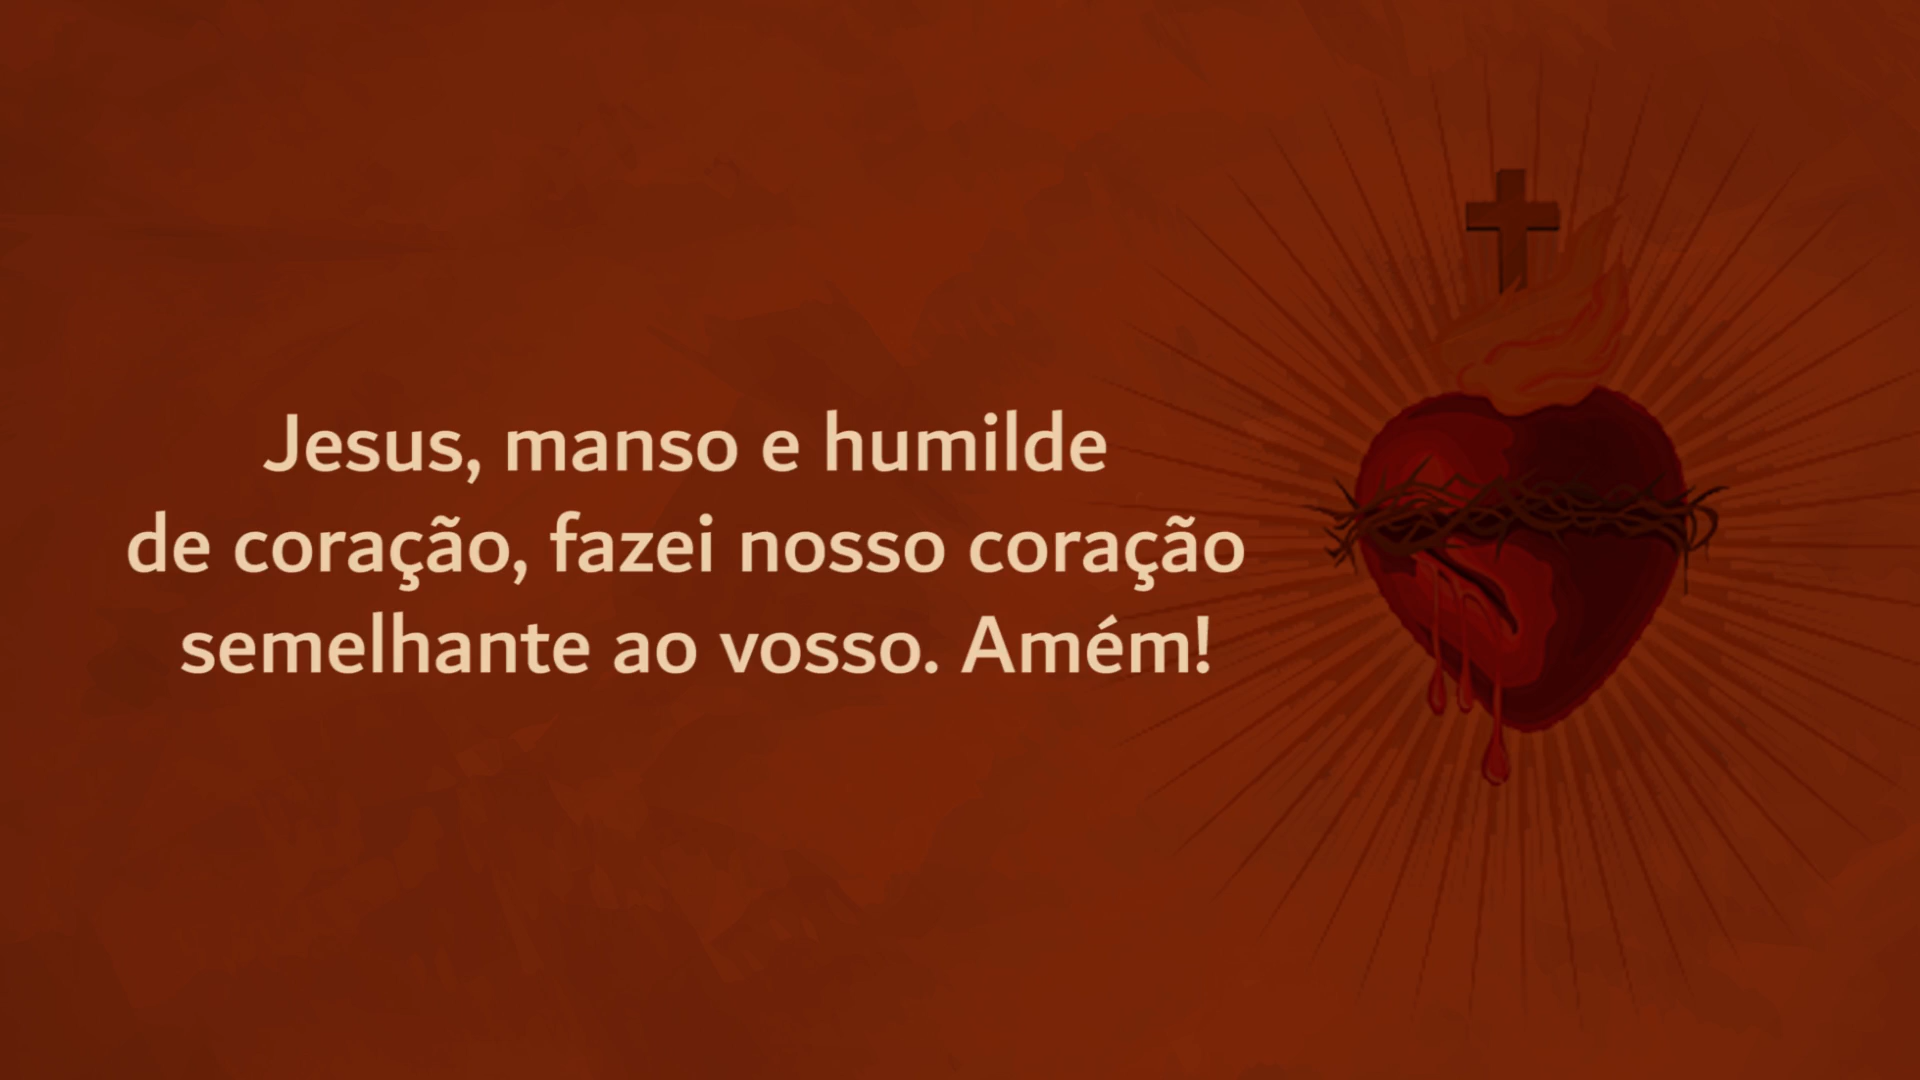 Jesus, manso e humilde
de coração, fazei nosso coração
semelhante ao vosso. Amém!